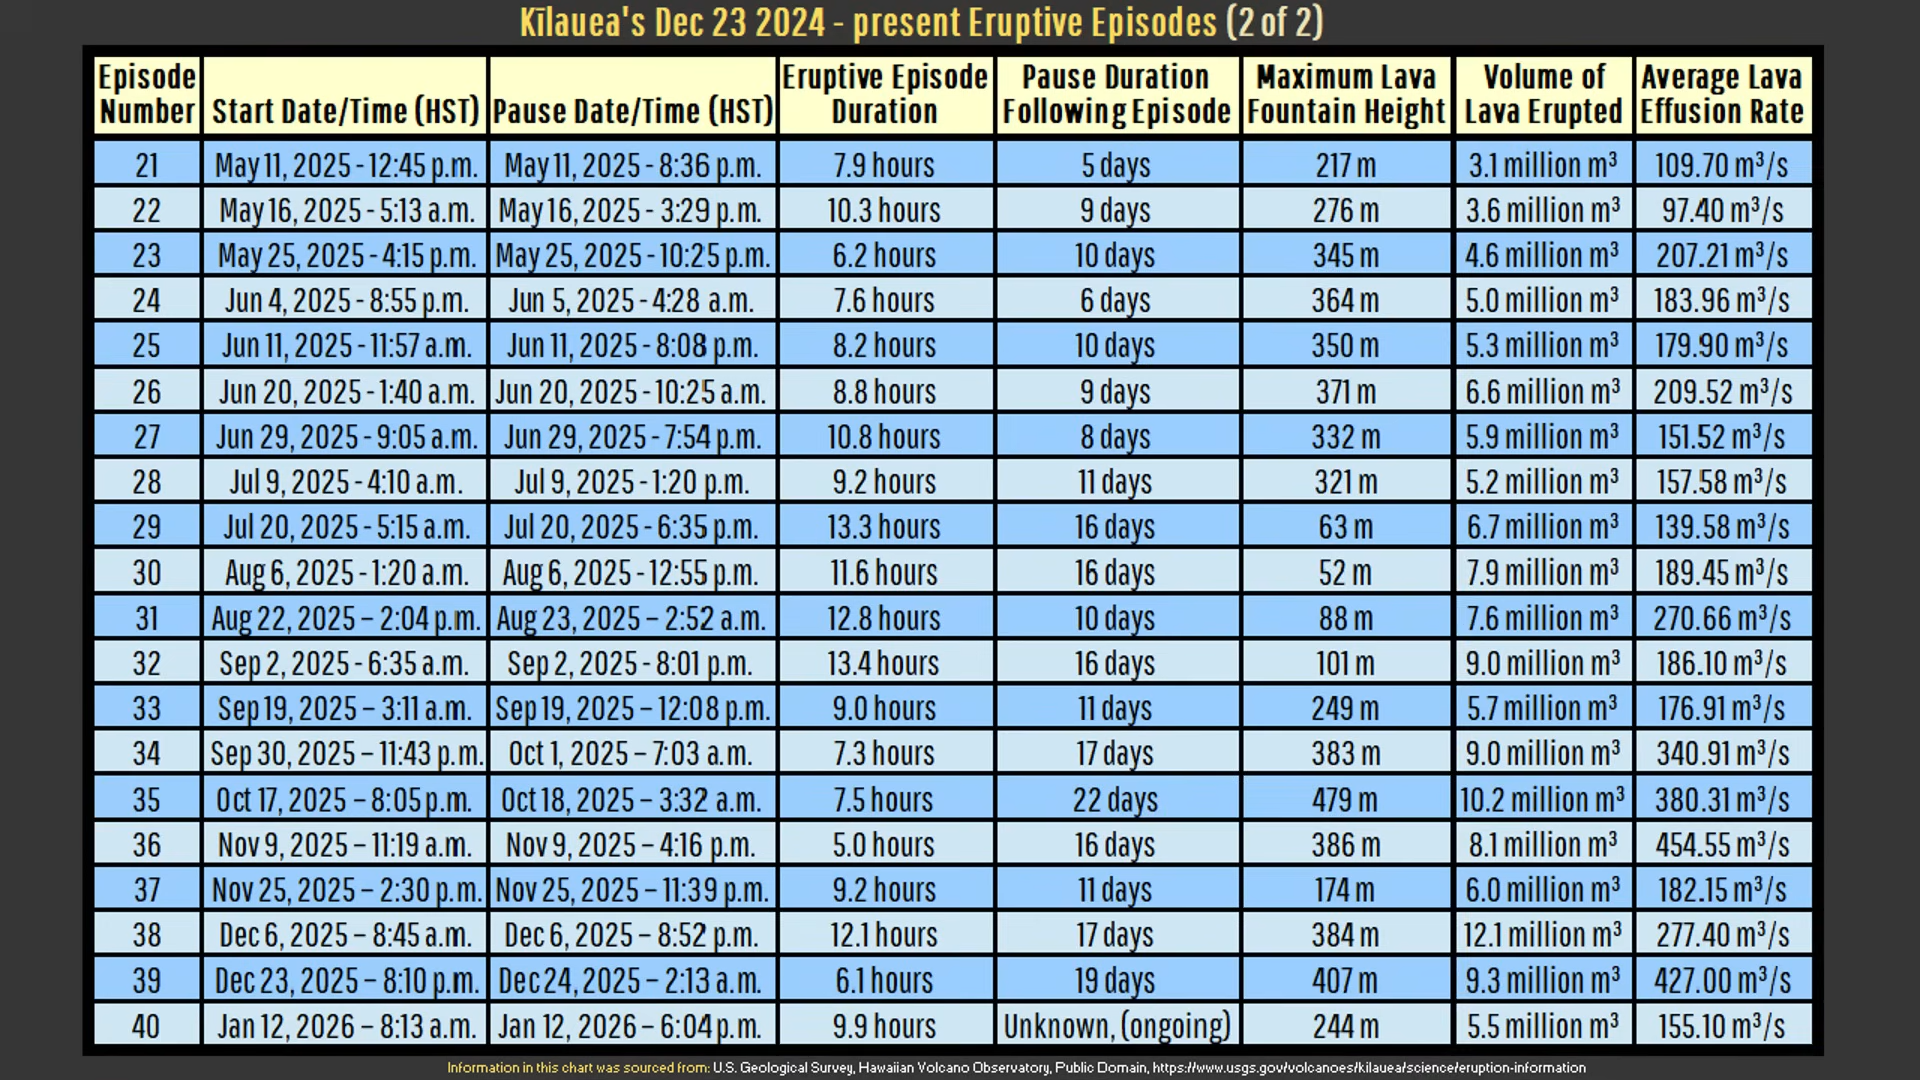 Kīlauea's Dec 23 2024 - present Eruptive Episodes (2 of 2)
Episode Number Start Date/Time (HST) Pause Date/Time (HST) Eruptive Episode Duration Pause Duration Following Episode Maximum Lava Fountain Height Volume of Lava Erupted Average Lava Effusion Rate
21 May 11, 2025 - 12:45 p.m. May 11, 2025 - 8:36 p.m. 7.9 hours 5 days 217 m 3.1 million m³ 109.70 m³/s
22 May 16, 2025 - 5:13 a.m. May 16, 2025 - 3:29 p.m. 10.3 hours 9 days 276 m 3.6 million m³ 97.40 m³/s
23 May 25, 2025 - 4:15 p.m. May 25, 2025 - 10:25 p.m. 6.2 hours 10 days 345 m 4.6 million m³ 207.21 m³/s
24 Jun 4, 2025 - 8:55 p.m. Jun 5, 2025 - 4:28 a.m. 7.6 hours 6 days 364 m 5.0 million m³ 183.96 m³/s
25 Jun 11, 2025 - 11:57 a.m. Jun 11, 2025 - 8:08 p.m. 8.2 hours 10 days 350 m 5.3 million m³ 179.90 m³/s
26 Jun 20, 2025 - 1:40 a.m. Jun 20, 2025 - 10:25 a.m. 8.8 hours 9 days 371 m 6.6 million m³ 209.52 m³/s
27 Jun 29, 2025 - 9:05 a.m. Jun 29, 2025 - 7:54 p.m. 10.8 hours 8 days 332 m 5.9 million m³ 151.52 m³/s
28 Jul 9, 2025 - 4:10 a.m. Jul 9, 2025 - 1:20 p.m. 9.2 hours 11 days 321 m 5.2 million m³ 157.58 m³/s
29 Jul 20, 2025 - 5:15 a.m. Jul 20, 2025 - 6:35 p.m. 13.3 hours 16 days 63 m 6.7 million m³ 139.58 m³/s
30 Aug 6, 2025 - 1:20 a.m. Aug 6, 2025 - 12:55 p.m. 11.6 hours 16 days 52 m 7.9 million m³ 189.45 m³/s
31 Aug 22, 2025 – 2:04 p.m. Aug 23, 2025 – 2:52 a.m. 12.8 hours 10 days 88 m 7.6 million m³ 270.66 m³/s
32 Sep 2, 2025 - 6:35 a.m. Sep 2, 2025 - 8:01 p.m. 13.4 hours 16 days 101 m 9.0 million m³ 186.10 m³/s
33 Sep 19, 2025 – 3:11 a.m. Sep 19, 2025 – 12:08 p.m. 9.0 hours 11 days 249 m 5.7 million m³ 176.91 m³/s
34 Sep 30, 2025 – 11:43 p.m. Oct 1, 2025 – 7:03 a.m. 7.3 hours 17 days 383 m 9.0 million m³ 340.91 m³/s
35 Oct 17, 2025 – 8:05 p.m. Oct 18, 2025 – 3:32 a.m. 7.5 hours 22 days 479 m 10.2 million m³ 380.31 m³/s
36 Nov 9, 2025 – 11:19 a.m. Nov 9, 2025 – 4:16 p.m. 5.0 hours 16 days 386 m 8.1 million m³ 454.55 m³/s
37 Nov 25, 2025 – 2:30 p.m. Nov 25, 2025 – 11:39 p.m. 9.2 hours 11 days 174 m 6.0 million m³ 182.15 m³/s
38 Dec 6, 2025 – 8:45 a.m. Dec 6, 2025 – 8:52 p.m. 12.1 hours 17 days 384 m 12.1 million m³ 277.40 m³/s
39 Dec 23, 2025 – 8:10 p.m. Dec 24, 2025 – 2:13 a.m. 6.1 hours 19 days 407 m 9.3 million m³ 427.00 m³/s
40 Jan 12, 2026 – 8:13 a.m. Jan 12, 2026 – 6:04 p.m. 9.9 hours Unknown, (ongoing) 244 m 5.5 million m³ 155.10 m³/s
Information in this chart was sourced from: U.S. Geological Survey, Hawaiian Volcano Observatory, Public Domain, https://www.usgs.gov/volcanoes/kilauea/science/eruption-information